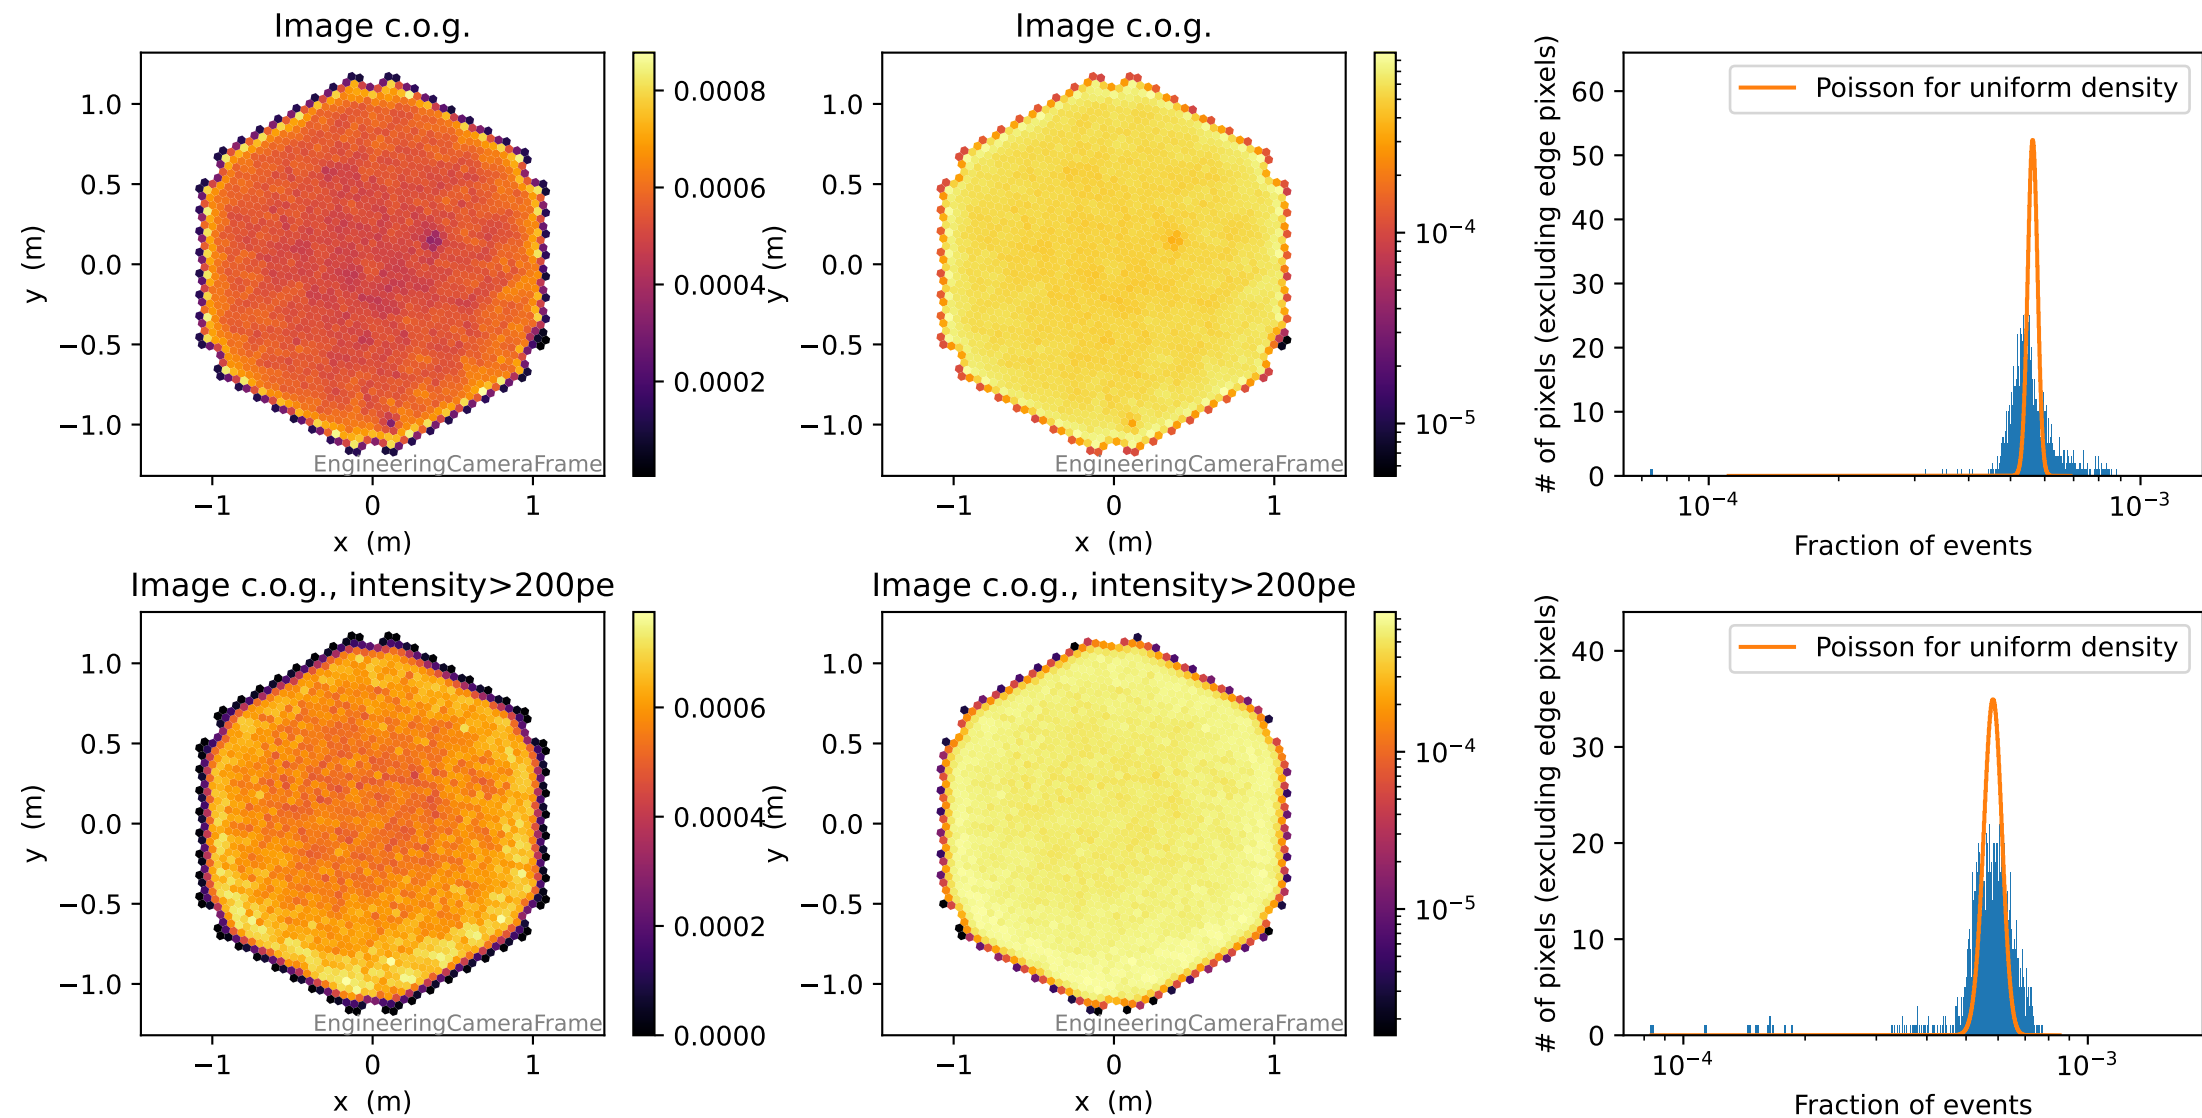 Image c.o.g.
1.0
0.5
0.0
−0.5
−1.0
y (m)
−1 0 1
x (m)
EngineeringCameraFrame
0.0008
0.0006
0.0004
0.0002
Image c.o.g.
1.0
0.5
0.0
−0.5
−1.0
y (m)
−1 0 1
x (m)
EngineeringCameraFrame
10⁻⁴
10⁻⁵
# of pixels (excluding edge pixels)
60
50
40
30
20
10
0
Poisson for uniform density
10⁻⁴ 10⁻³
Fraction of events
Image c.o.g., intensity>200pe
1.0
0.5
0.0
−0.5
−1.0
y (m)
−1 0 1
x (m)
EngineeringCameraFrame
0.0006
0.0004
0.0002
0.0000
Image c.o.g., intensity>200pe
1.0
0.5
0.0
−0.5
−1.0
y (m)
−1 0 1
x (m)
EngineeringCameraFrame
10⁻⁴
10⁻⁵
# of pixels (excluding edge pixels)
40
30
20
10
0
Poisson for uniform density
10⁻⁴ 10⁻³
Fraction of events